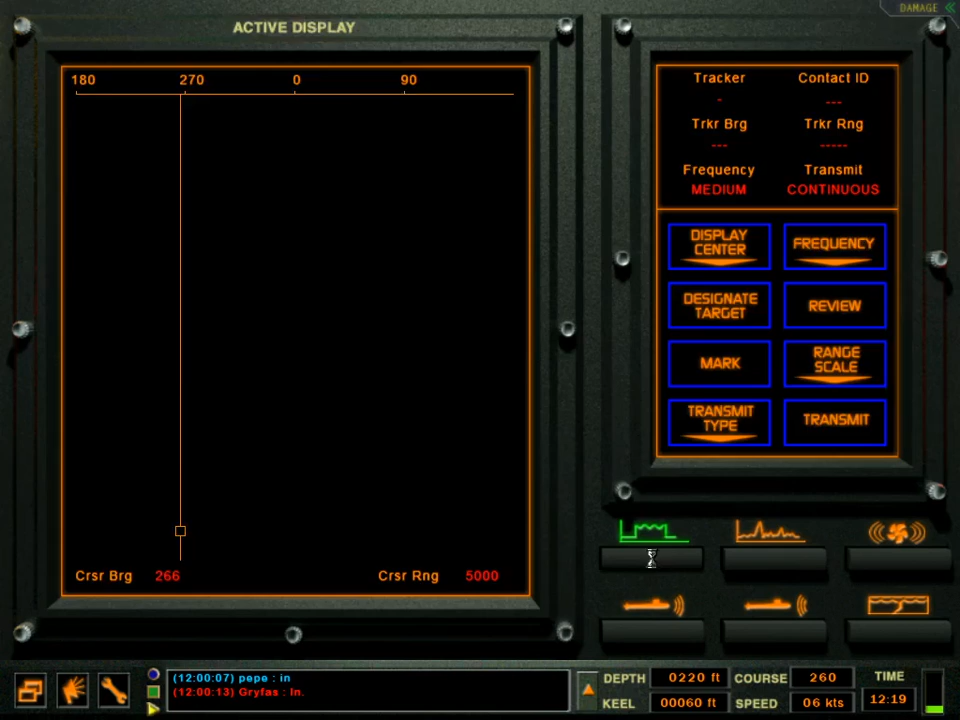 DAMAGE
ACTIVE DISPLAY
180 270 0 90
Tracker Contact ID
- ---
Trkr Brg Trkr Rng
--- -----
Frequency Transmit
MEDIUM CONTINUOUS
DISPLAY CENTER
FREQUENCY
DESIGNATE TARGET
REVIEW
MARK
RANGE SCALE
TRANSMIT TYPE
TRANSMIT
Crsr Brg 266 Crsr Rng 5000
(12:00:07) pepe : in
(12:00:13) Gryfas : In.
DEPTH 0220 ft COURSE 260 TIME
KEEL 00060 ft SPEED 06 kts 12:19